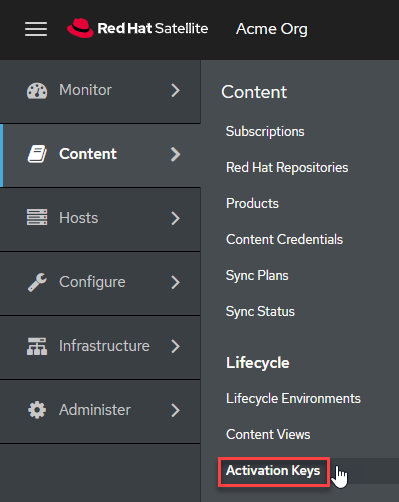 Red Hat Satellite Acme Org
Monitor
Content
Hosts
Configure
Infrastructure
Administer
Content
Subscriptions
Red Hat Repositories
Products
Content Credentials
Sync Plans
Sync Status
Lifecycle
Lifecycle Environments
Content Views
Activation Keys